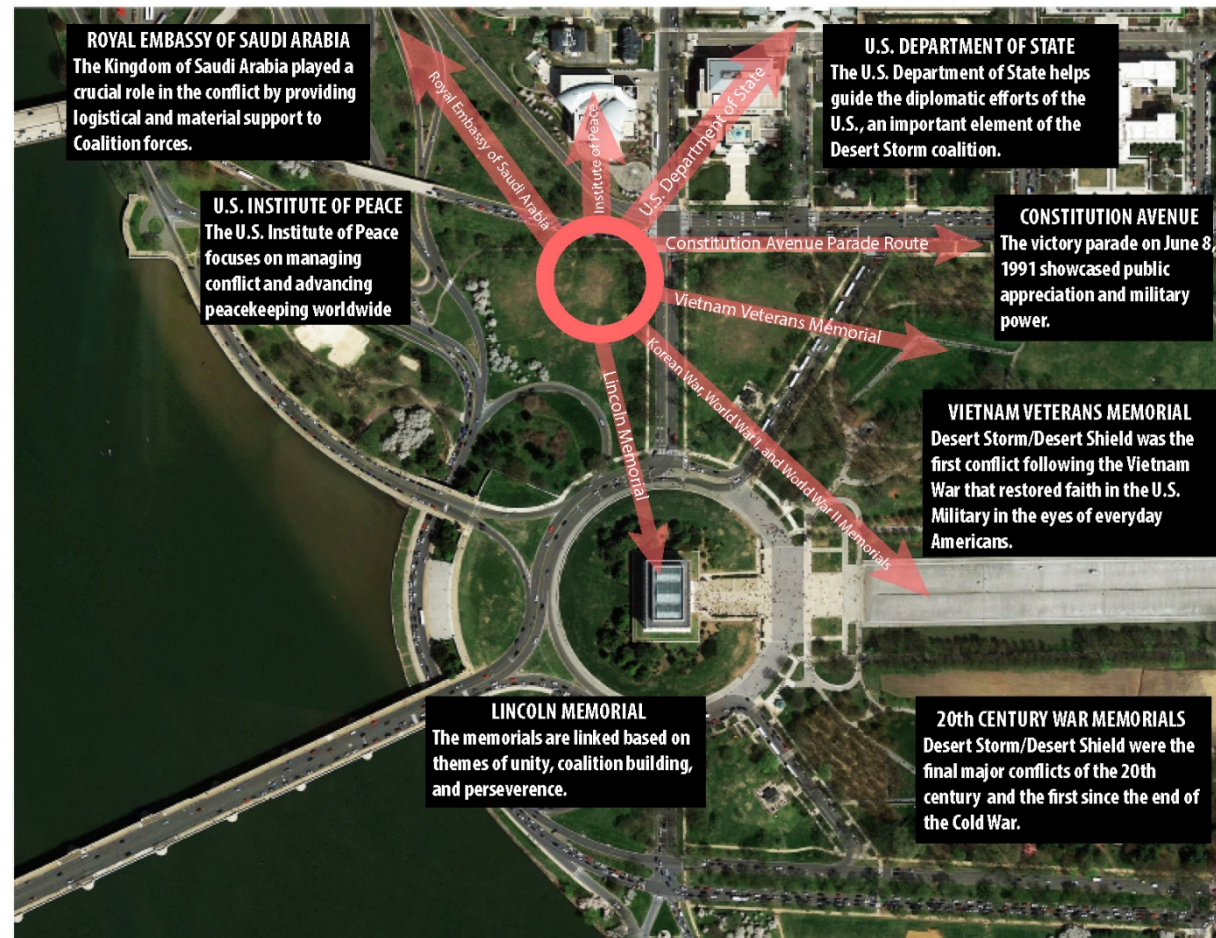 ROYAL EMBASSY OF SAUDI ARABIA
The Kingdom of Saudi Arabia played a
crucial role in the conflict by providing
logistical and material support to
Coalition forces.
U.S. DEPARTMENT OF STATE
The U.S. Department of State helps
guide the diplomatic efforts of the
U.S., an important element of the
Desert Storm coalition.
U.S. INSTITUTE OF PEACE
The U.S. Institute of Peace
focuses on managing
conflict and advancing
peacekeeping worldwide
CONSTITUTION AVENUE
The victory parade on June 8,
1991 showcased public
appreciation and military
power.
Royal Embassy of Saudi Arabia
Institute of Peace
U.S. Department of State
Constitution Avenue Parade Route
Vietnam Veterans Memorial
Korean War, World War I, and World War II Memorials
Lincoln Memorial
VIETNAM VETERANS MEMORIAL
Desert Storm/Desert Shield was the
first conflict following the Vietnam
War that restored faith in the U.S.
Military in the eyes of everyday
Americans.
LINCOLN MEMORIAL
The memorials are linked based on
themes of unity, coalition building,
and perseverence.
20th CENTURY WAR MEMORIALS
Desert Storm/Desert Shield were the
final major conflicts of the 20th
century and the first since the end of
the Cold War.